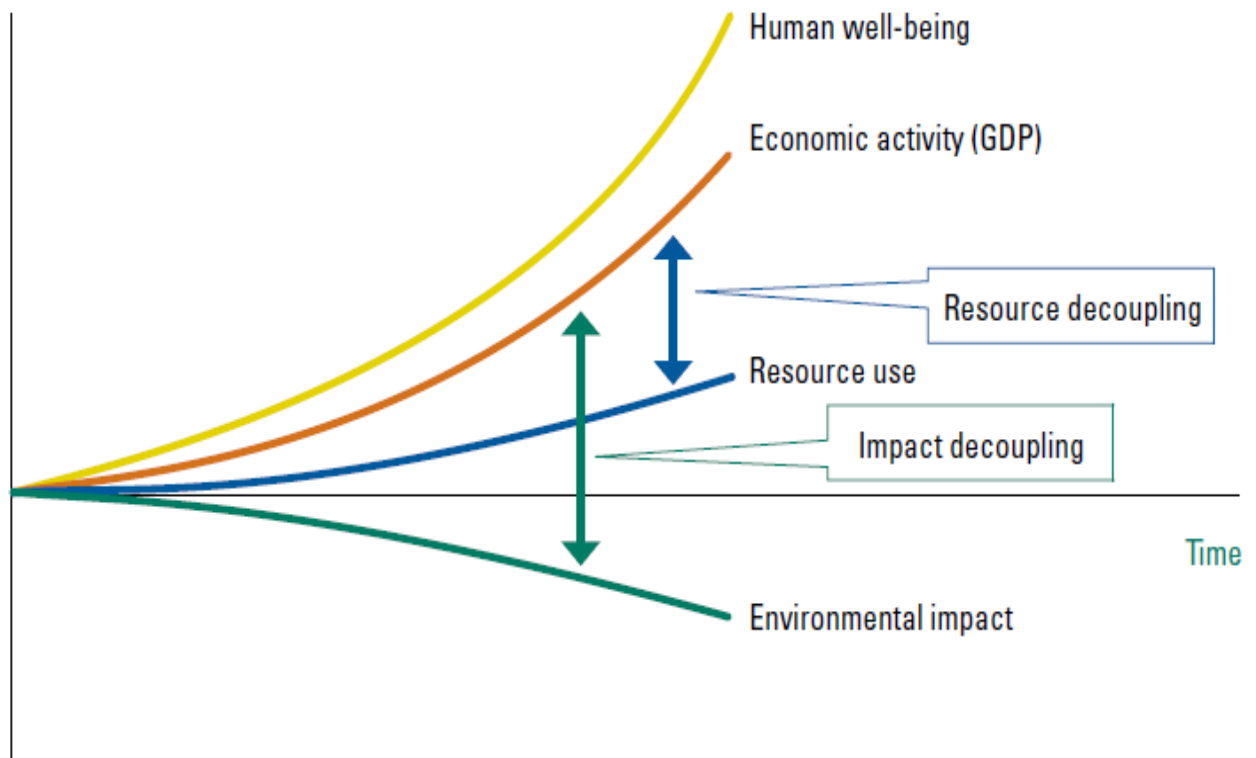 Human well-being
Economic activity (GDP)
Resource decoupling
Resource use
Impact decoupling
Time
Environmental impact